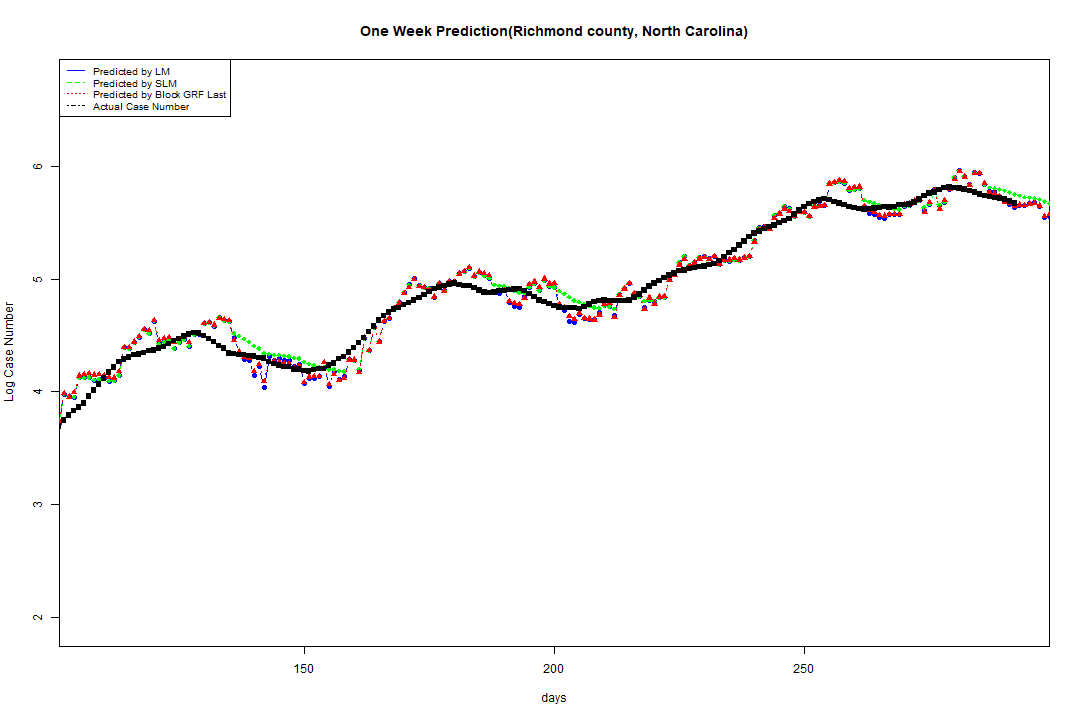 One Week Prediction(Richmond county, North Carolina)
Predicted by LM
Predicted by SLM
Predicted by Block GRF Last
Actual Case Number
6
5
4
3
2
Log Case Number
150 200 250
days